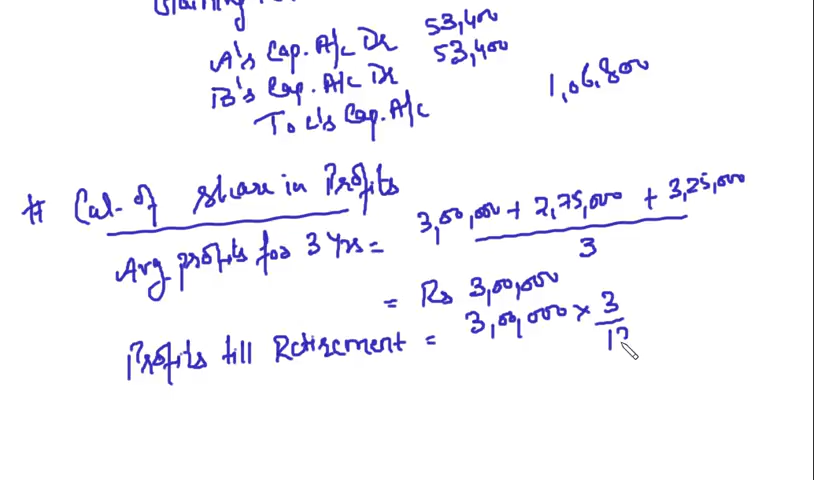 A's Cap. A/c Dr 53,400
B's Cap. A/c Dr 53,400
To C's Cap. A/c 1,06,800
# Cal. of share in Profits
Avg profits for 3 Yrs = 3,00,000 + 2,75,000 + 3,25,000
3
= Rs 3,00,000
Profits till Retirement = 3,00,000 × 3
12